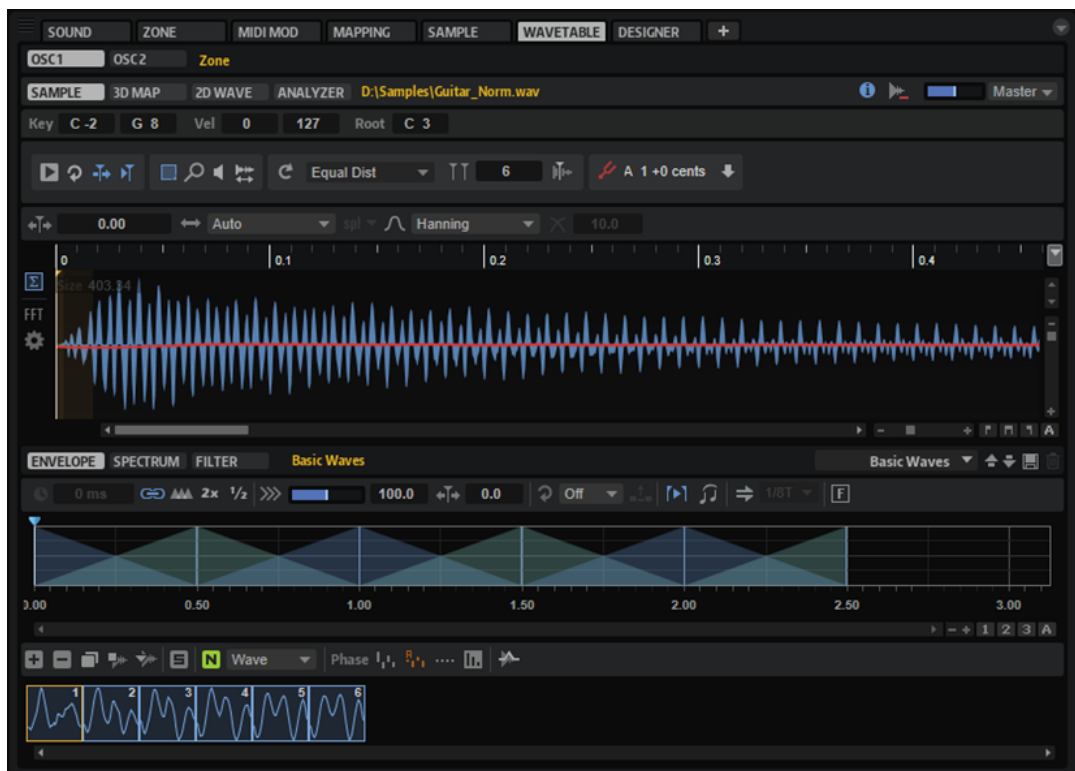 SOUND ZONE MIDI MOD MAPPING SAMPLE WAVETABLE DESIGNER +
OSC1 OSC2 Zone
SAMPLE 3D MAP 2D WAVE ANALYZER D:\Samples\Guitar_Norm.wav i Master
Key C -2 G 8 Vel 0 127 Root C 3
Equal Dist 6 A 1 +0 cents
0.00 Auto spl Hanning 10.0
0 0.1 0.2 0.3 0.4
Σ Size 403.34
FFT
- + A
ENVELOPE SPECTRUM FILTER Basic Waves Basic Waves
0 ms 2x 1/2 100.0 0.0 Off 1/8T F
0.00 0.50 1.00 1.50 2.00 2.50 3.00
- + 1 2 3 A
S N Wave Phase R
1 2 3 4 5 6